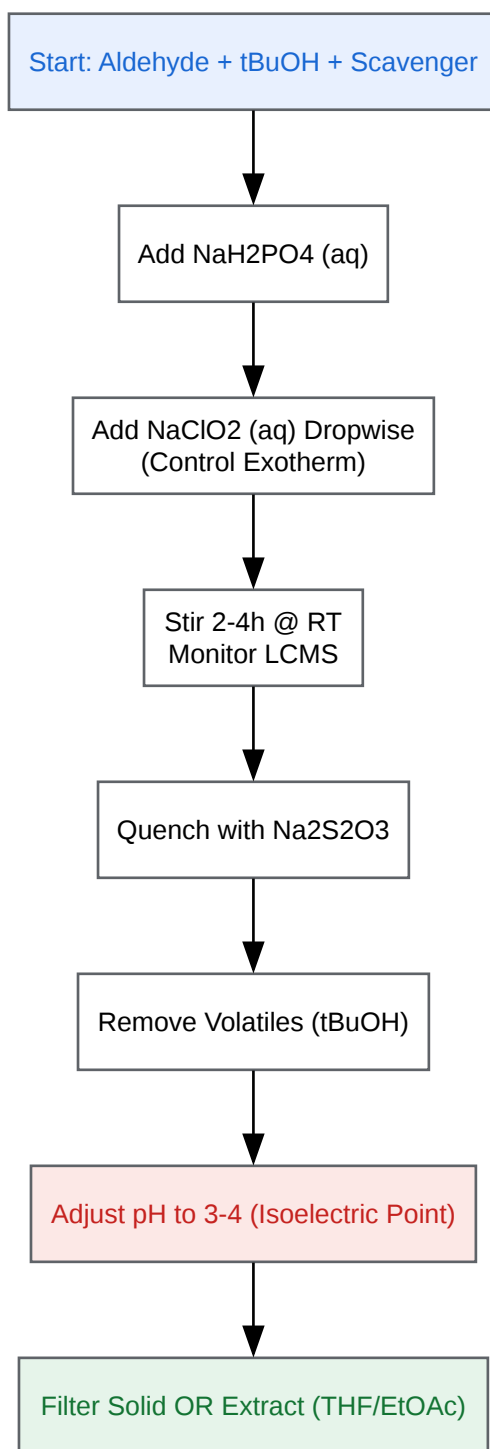 Start: Aldehyde + tBuOH + Scavenger
Add NaH2PO4 (aq)
Add NaClO2 (aq) Dropwise
(Control Exotherm)
Stir 2-4h @ RT
Monitor LCMS
Quench with Na2S2O3
Remove Volatiles (tBuOH)
Adjust pH to 3-4 (Isoelectric Point)
Filter Solid OR Extract (THF/EtOAc)